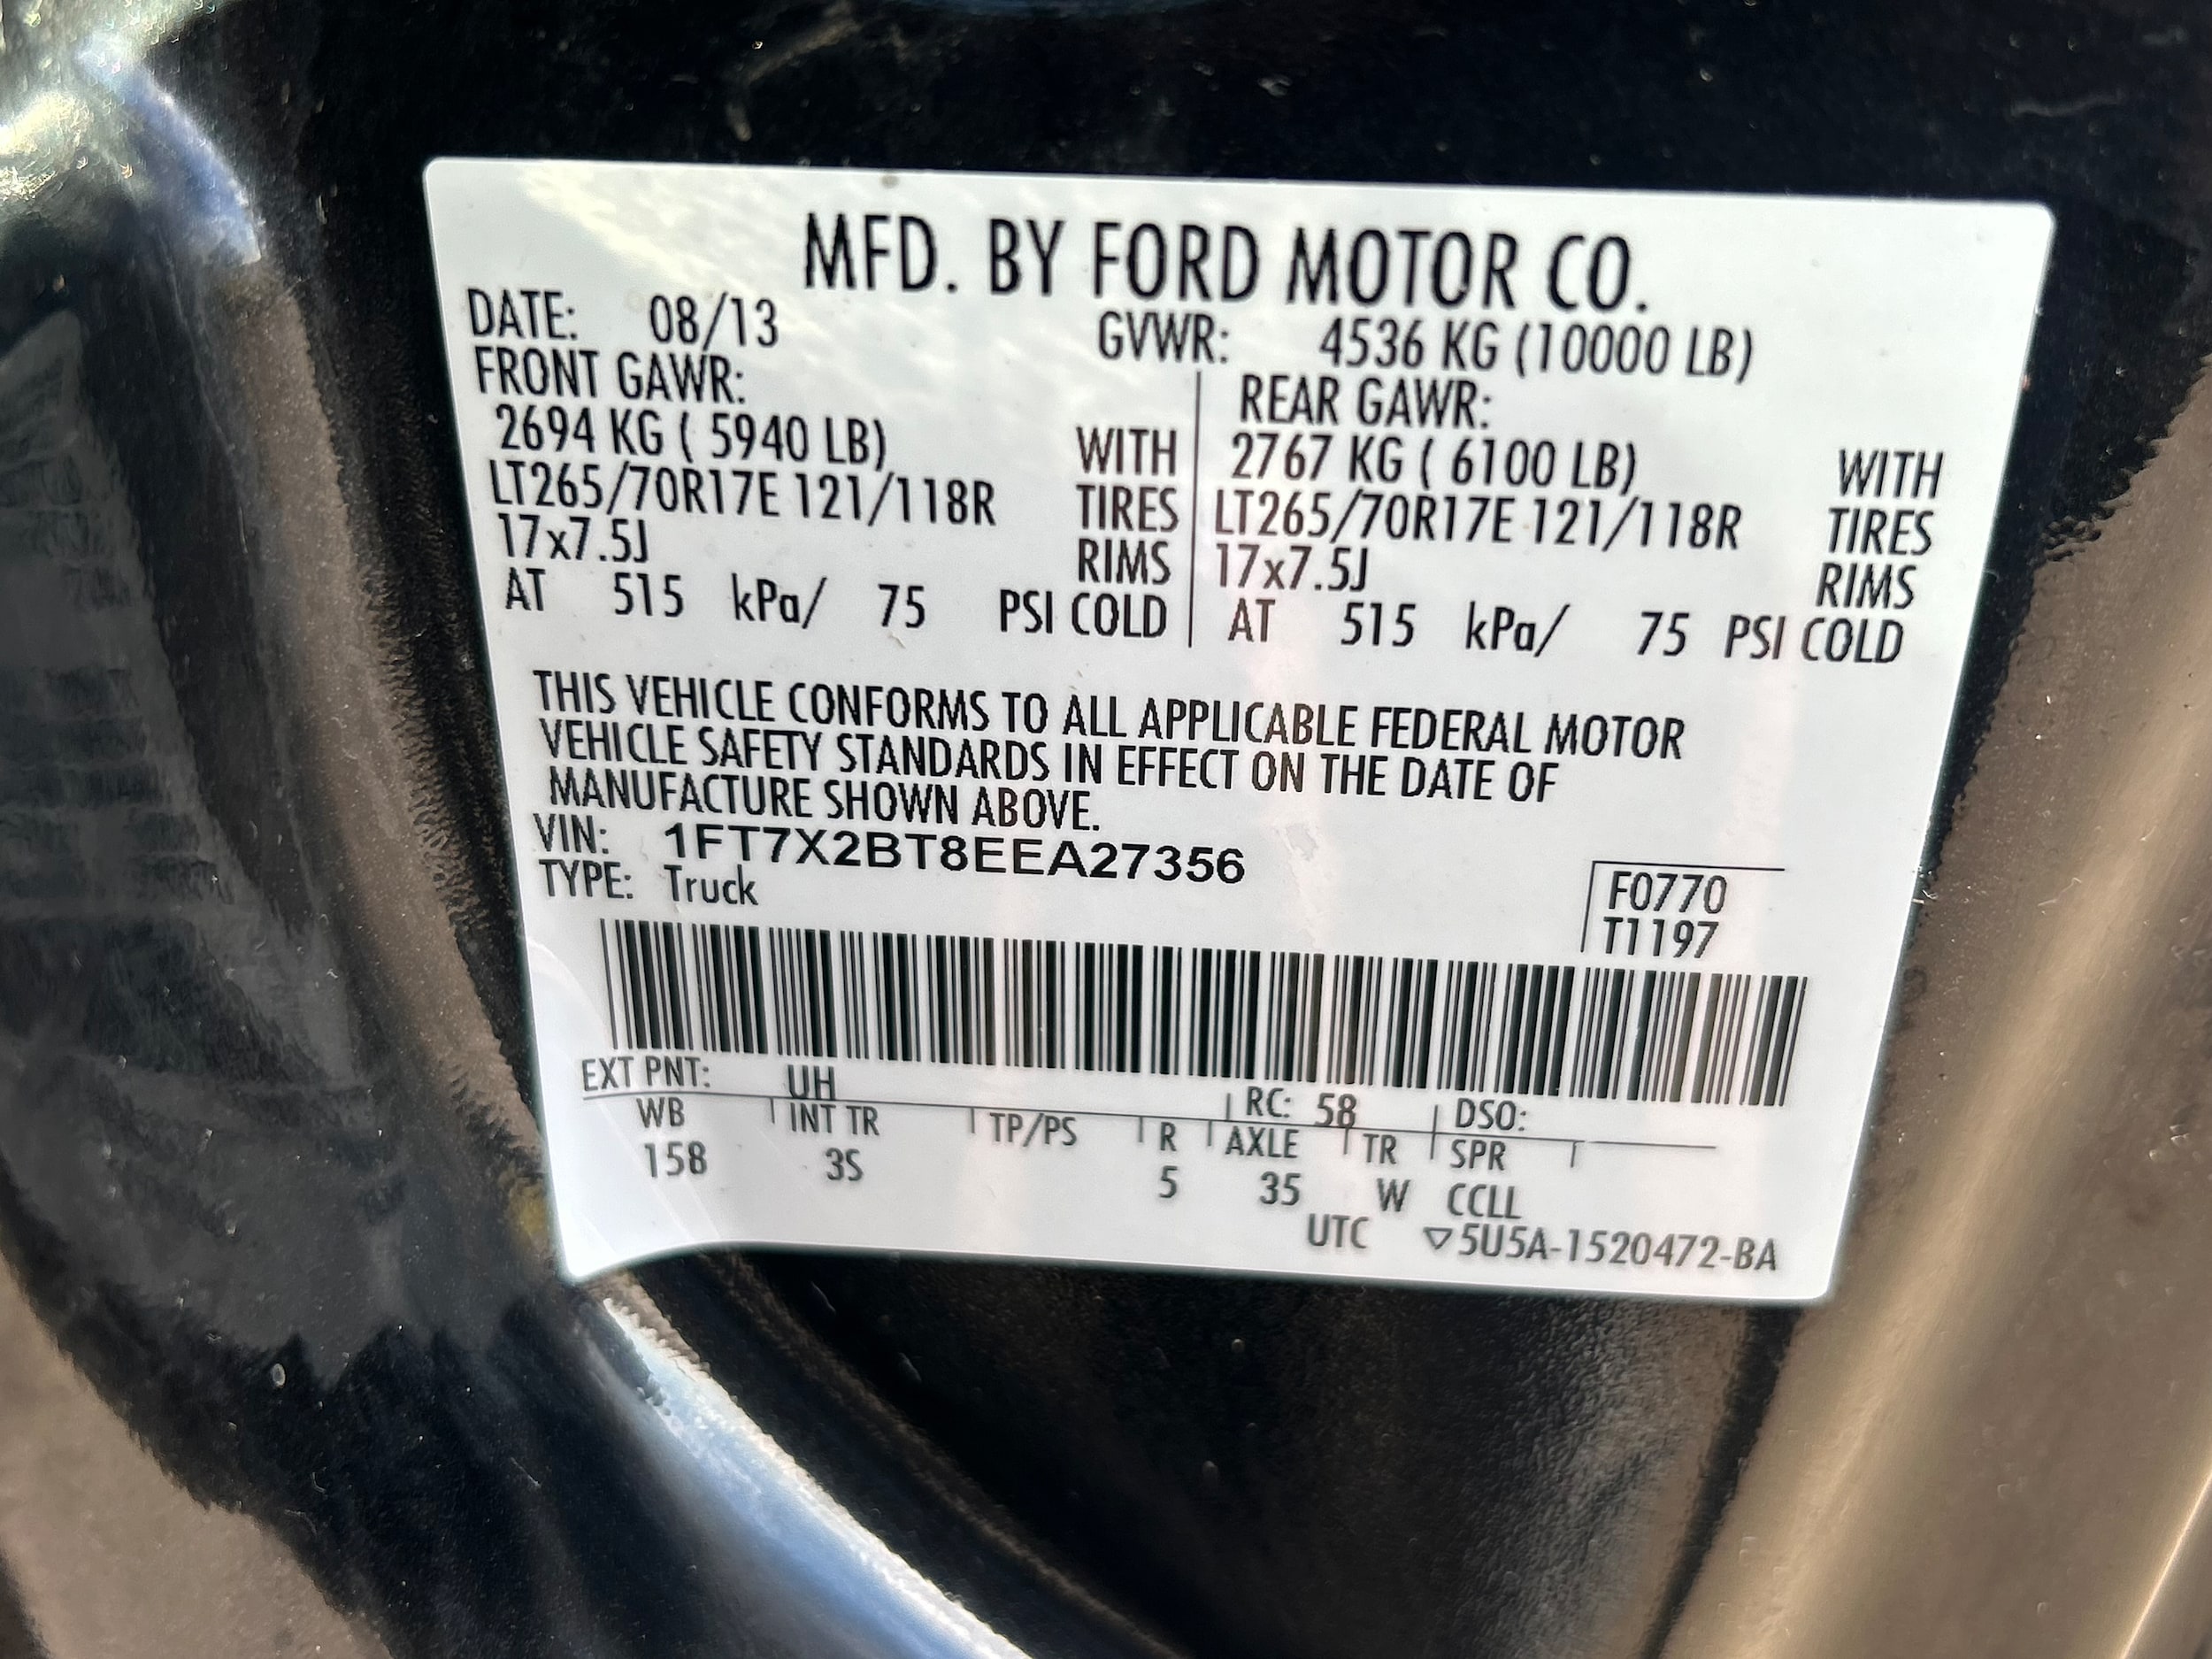 MFD. BY FORD MOTOR CO.
DATE: 08/13 GVWR: 4536 KG (10000 LB)
FRONT GAWR: REAR GAWR:
2694 KG ( 5940 LB) WITH 2767 KG ( 6100 LB) WITH
LT265/70R17E 121/118R TIRES LT265/70R17E 121/118R TIRES
17x7.5J RIMS 17x7.5J RIMS
AT 515 kPa/ 75 PSI COLD AT 515 kPa/ 75 PSI COLD
THIS VEHICLE CONFORMS TO ALL APPLICABLE FEDERAL MOTOR
VEHICLE SAFETY STANDARDS IN EFFECT ON THE DATE OF
MANUFACTURE SHOWN ABOVE.
VIN: 1FT7X2BT8EEA27356
TYPE: Truck
F0770
T1197
EXT PNT: UH RC: 58 DSO:
WB INT TR TP/PS R AXLE TR SPR
158 3S 5 35 W CCLL
UTC ▽5U5A-1520472-BA